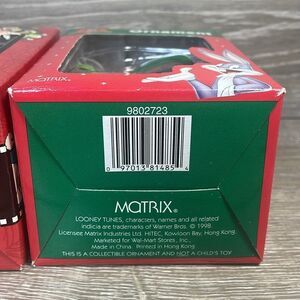 Ornament
MATRIX
9802723
0 97013 81485 4
MATRIX®
LOONEY TUNES, characters, names and all related
indicia are trademarks of Warner Bros. © 1998.
Licensee Matrix Industries Ltd. HITEC, Kowloon Bay, Hong Kong
Marketed for Wal-Mart Stores, Inc.,
Made in China. Printed in Hong Kong
THIS IS A COLLECTIBLE ORNAMENT AND NOT A CHILD'S TOY